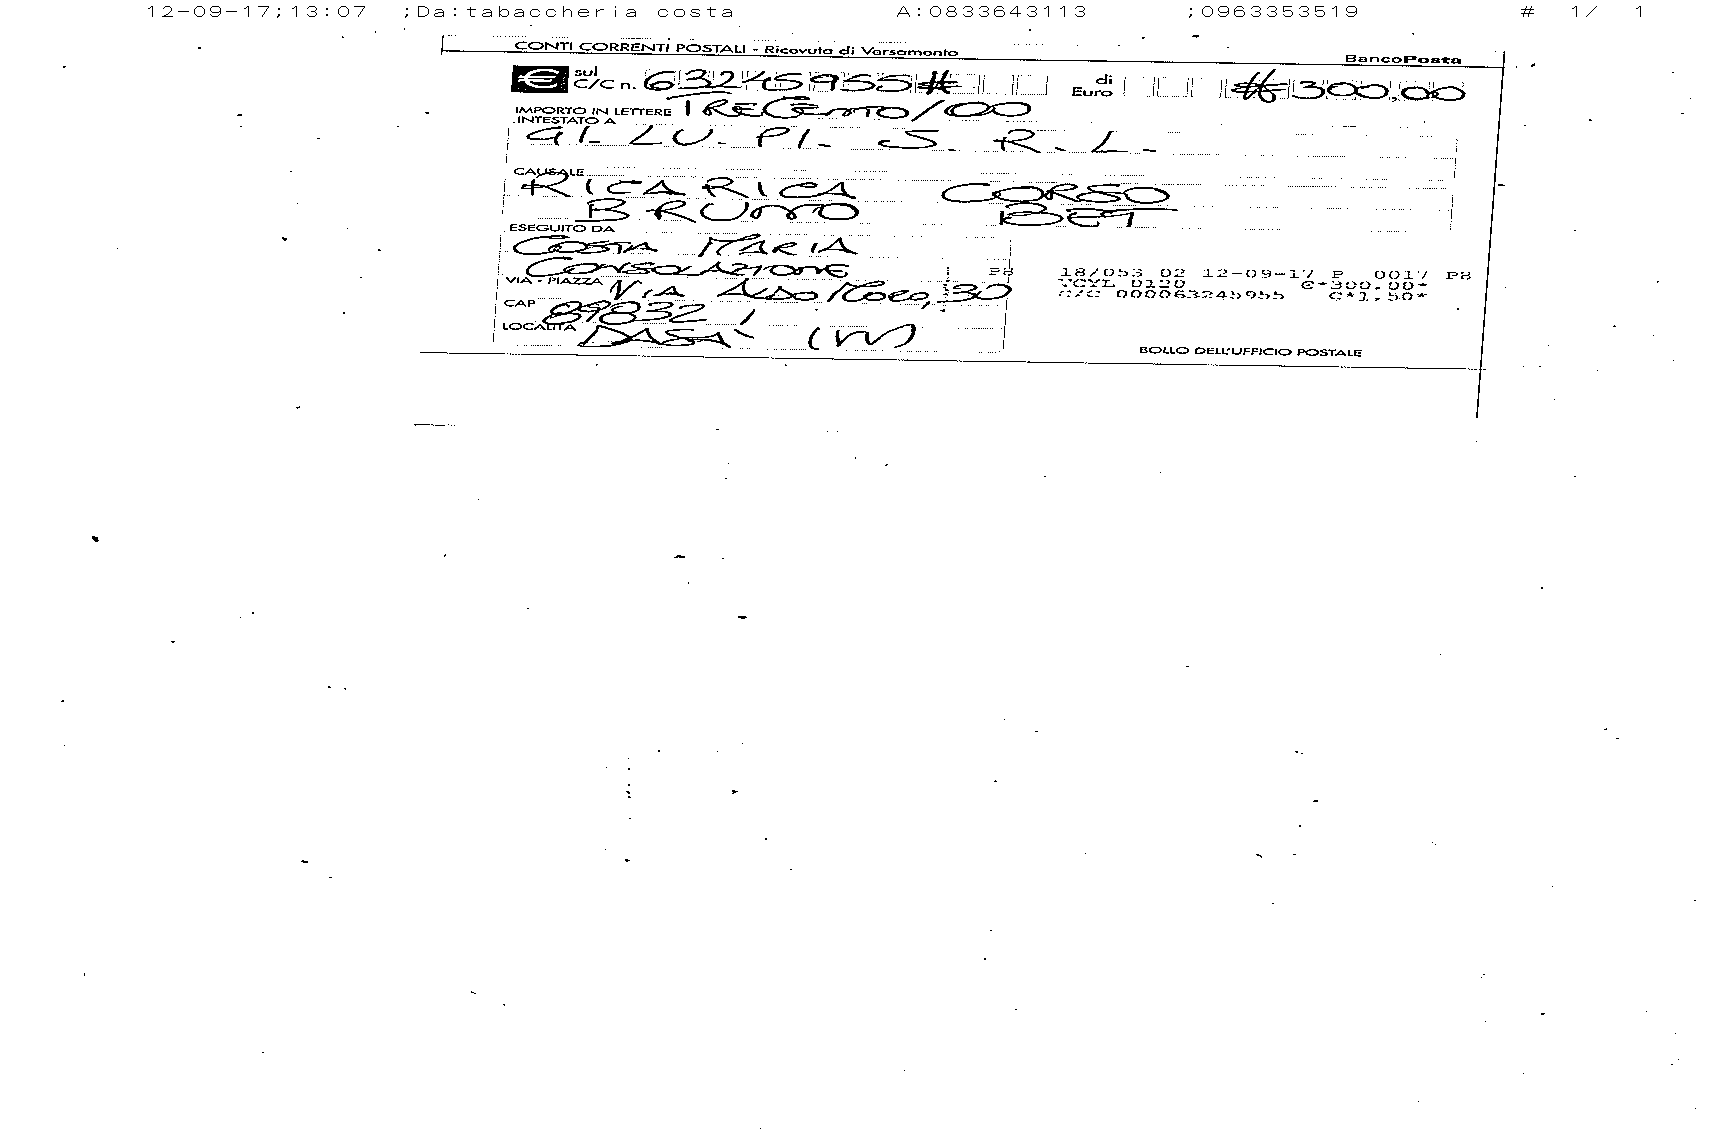 12-09-17;13:07 ;Da:tabaccheria costa A:0833643113 ;0963353519 # 1/ 1
CONTI CORRENTI POSTALI - Ricevuta di Versamento
BancoPosta
€ sul C/C n. 63245955# di Euro #300,00
IMPORTO IN LETTERE TRECENTO/00
INTESTATO A
GI. LU. PI. S. R. L.
CAUSALE
RICARICA CORSO
BRUNO BET
ESEGUITO DA
COSTA MARIA
CONSOLAZIONE
P8 18/053 02 12-09-17 P 0017 P8
VIA - PIAZZA VIA ALDO MORO, 30
VCYL 0120 €*300.00*
C/C 000063245955 €*1.50*
CAP 89832
LOCALITÀ DASA' (VV)
BOLLO DELL'UFFICIO POSTALE